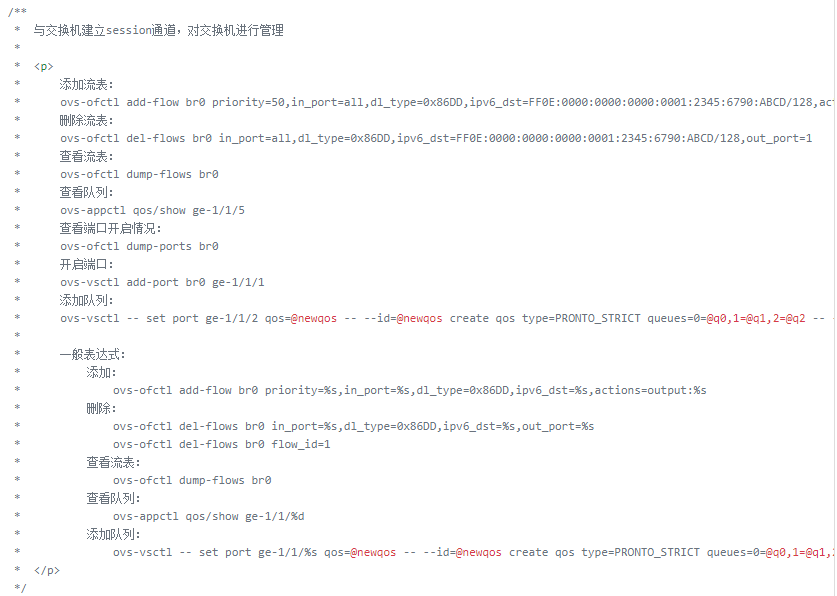 /**
 * 与交换机建立session通道，对交换机进行管理
 *
 * <p>
 *     添加流表:
 *     ovs-ofctl add-flow br0 priority=50,in_port=all,dl_type=0x86DD,ipv6_dst=FF0E:0000:0000:0000:0001:2345:6790:ABCD/128,ac
 *     删除流表:
 *     ovs-ofctl del-flows br0 in_port=all,dl_type=0x86DD,ipv6_dst=FF0E:0000:0000:0000:0001:2345:6790:ABCD/128,out_port=1
 *     查看流表:
 *     ovs-ofctl dump-flows br0
 *     查看队列:
 *     ovs-appctl qos/show ge-1/1/5
 *     查看端口开启情况:
 *     ovs-ofctl dump-ports br0
 *     开启端口:
 *     ovs-vsctl add-port br0 ge-1/1/1
 *     添加队列:
 *     ovs-vsctl -- set port ge-1/1/2 qos=@newqos -- --id=@newqos create qos type=PRONTO_STRICT queues=0=@q0,1=@q1,2=@q2 --
 *
 *     一般表达式:
 *         添加:
 *             ovs-ofctl add-flow br0 priority=%s,in_port=%s,dl_type=0x86DD,ipv6_dst=%s,actions=output:%s
 *         删除:
 *             ovs-ofctl del-flows br0 in_port=%s,dl_type=0x86DD,ipv6_dst=%s,out_port=%s
 *             ovs-ofctl del-flows br0 flow_id=1
 *         查看流表:
 *             ovs-ofctl dump-flows br0
 *         查看队列:
 *             ovs-appctl qos/show ge-1/1/%d
 *         添加队列:
 *             ovs-vsctl -- set port ge-1/1/%s qos=@newqos -- --id=@newqos create qos type=PRONTO_STRICT queues=0=@q0,1=@q1,
 * </p>
 */